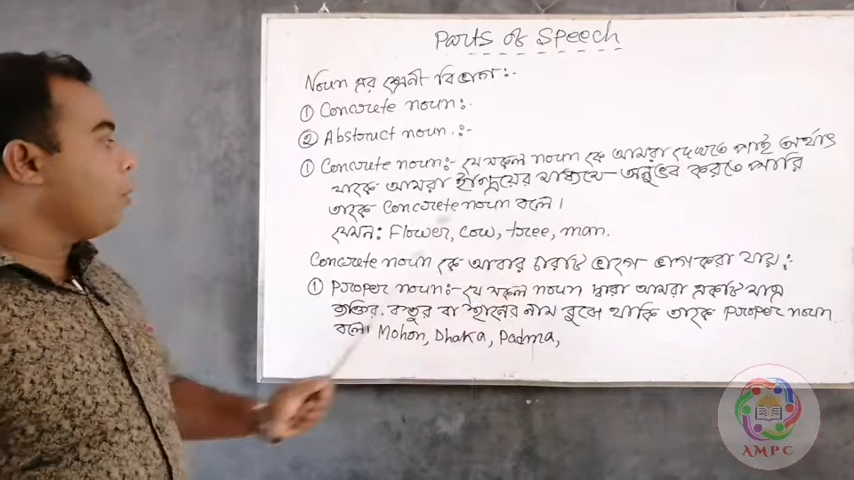 Parts of Speech
Noun এর শ্রেনী বিভাগ :-
① Concrete noun :-
② Abstruct noun :-
① Concrete noun :- যে সকল noun কে আমরা দেখতে পাই অর্থাৎ
যাকে আমরা ইন্দ্রিয়ের মাধ্যমে অনুভব করতে পারি
তাকে Concrete noun বলে।
যেমন: Flower, Cow, tree, man.
Concrete noun কে আবার চারটি ভাগে ভাগ করা যায় :
① Proper noun :- যে সকল noun দ্বারা আমরা একটি মাত্র
ব্যক্তির, বস্তুর বা স্থানের নাম বুঝে থাকি তাকে Proper noun
বলে। Mohon, Dhaka, Padma,
AMPC